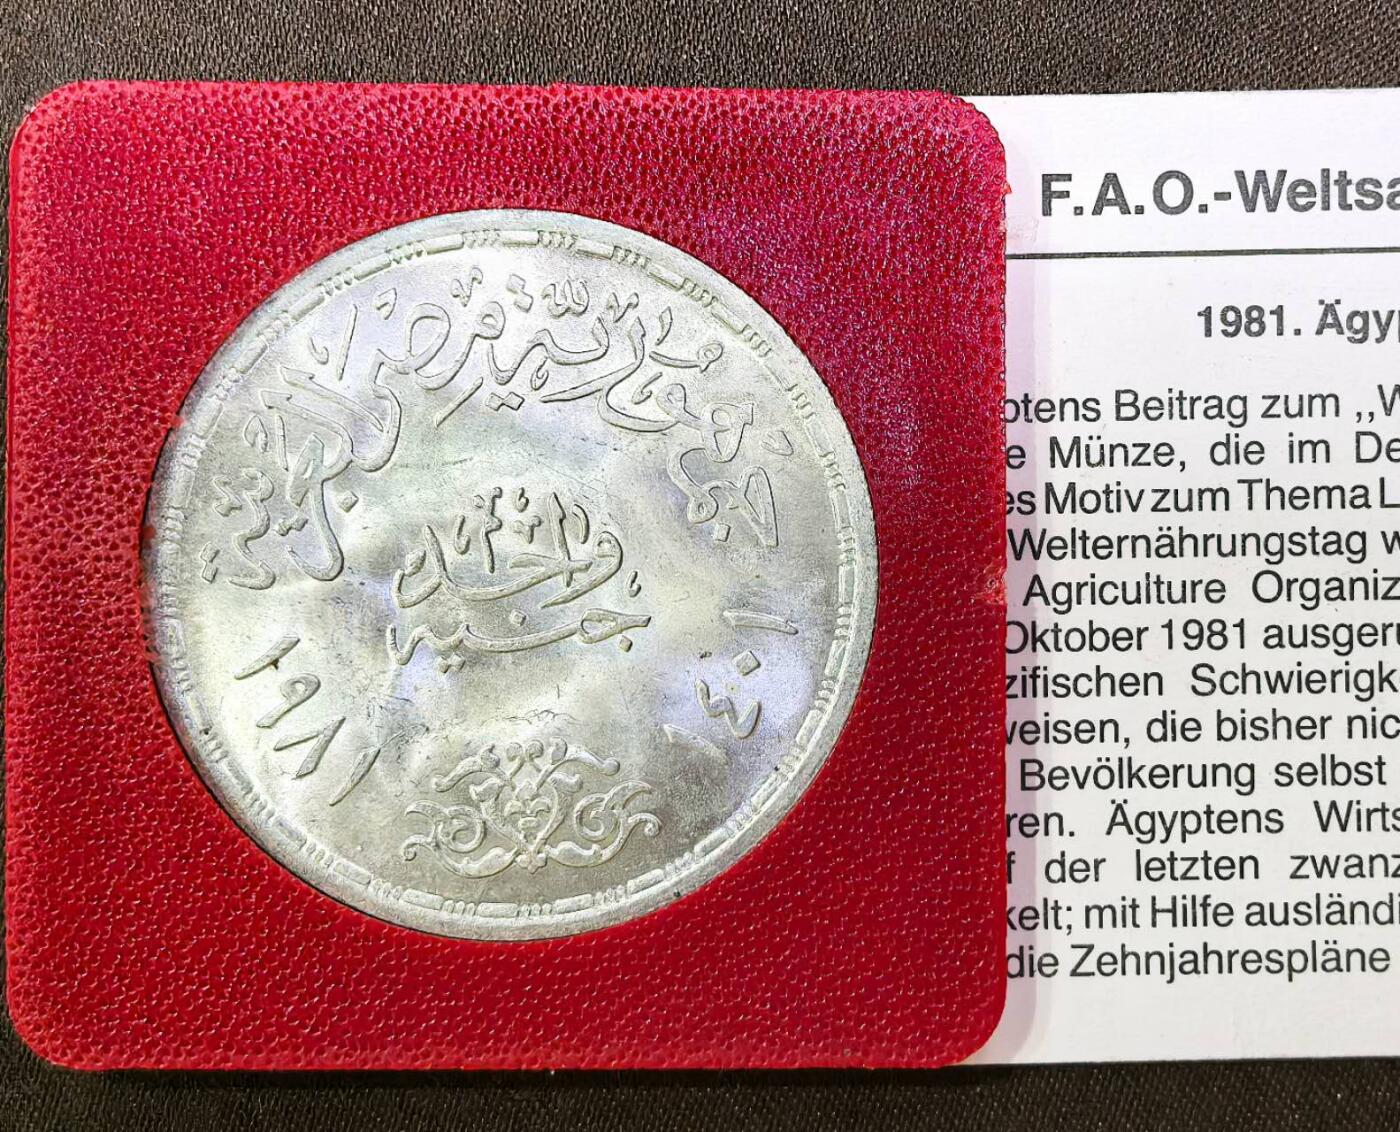 جمهورية مصر العربية
واحد
جنيه
١٩٨١
١٤٠١
F.A.O.-Weltsa
1981. Ägyp
otens Beitrag zum ,,W
e Münze, die im De
es Motiv zum Thema L
Welternährungstag w
Agriculture Organiz
Oktober 1981 ausgeru
zifischen Schwierigke
weisen, die bisher nic
Bevölkerung selbst
ren. Ägyptens Wirts
f der letzten zwanz
kelt; mit Hilfe ausländi
die Zehnjahrespläne